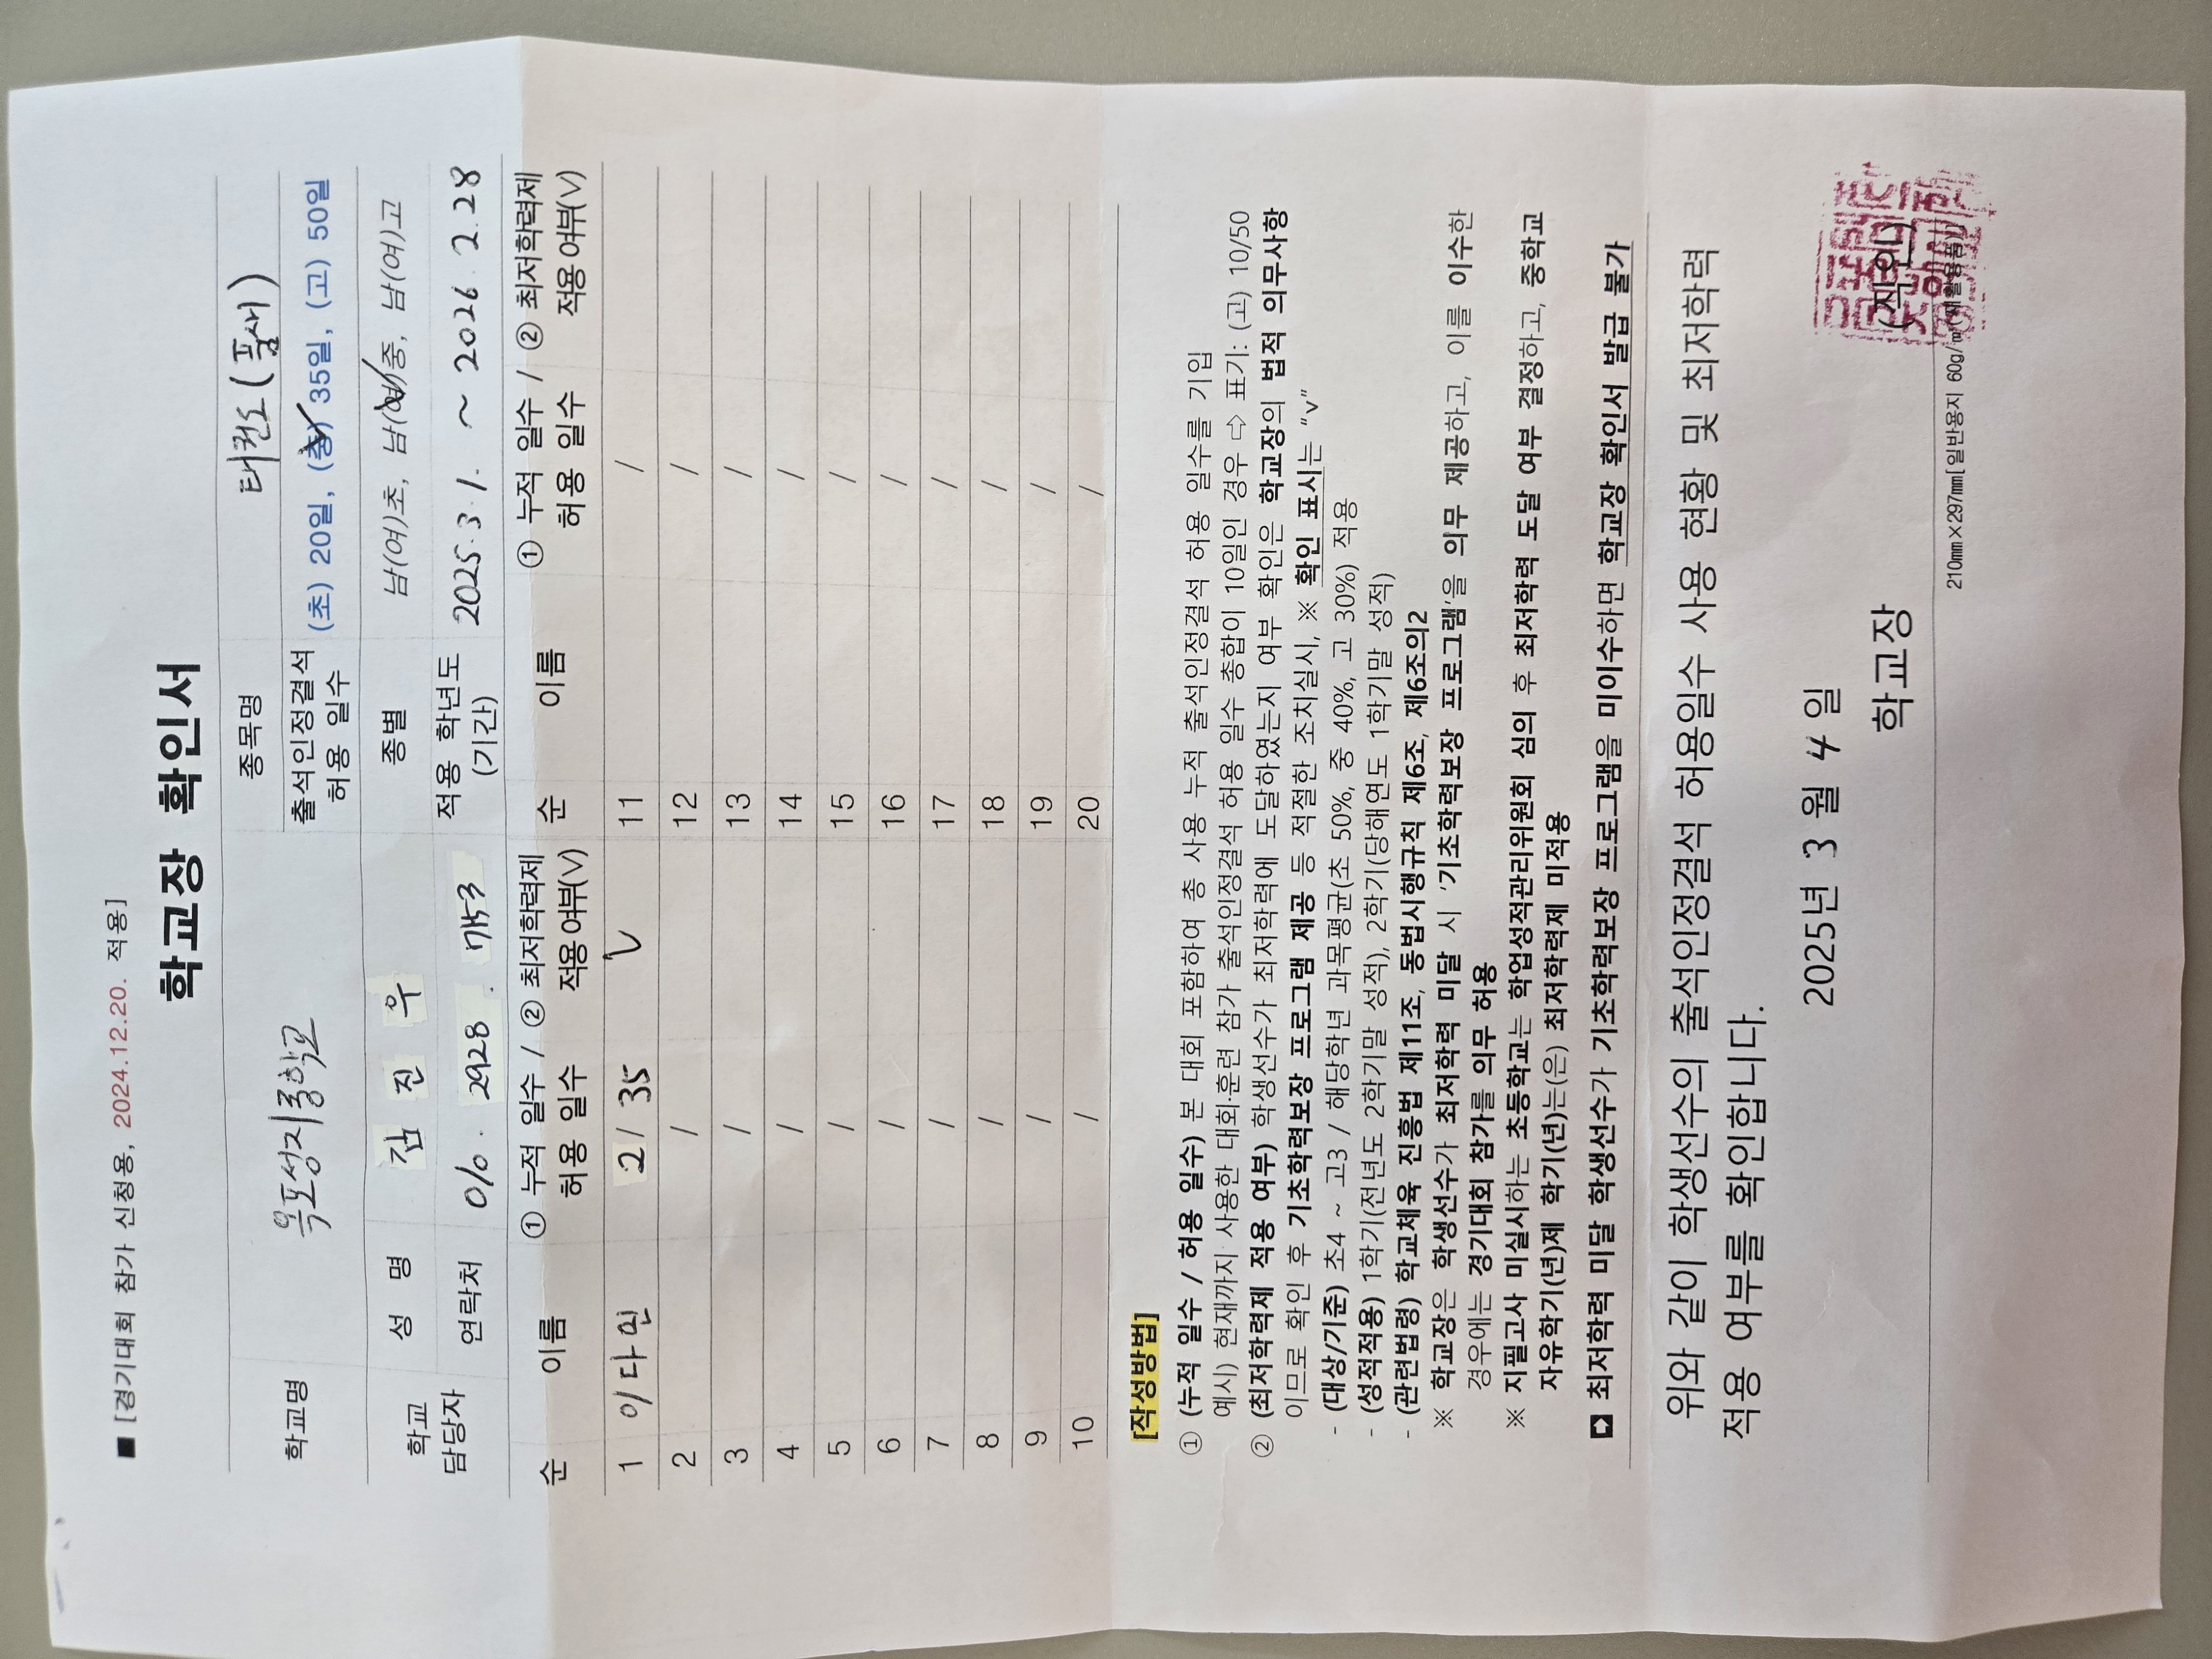 ■ [경기대회 참가 신청용, 2024.12.20. 적용]
학교장 확인서
학교명 목포성지중학교 종목명 태권도(품새)
출석인정결석 허용 일수 (초) 20일, (중) 35일, (고) 50일
학교 담당자 성 명 김 진 우 종별 남(여)초, 남(여)중, 남(여)고
연락처 010. 2928. 7453 적용 학년도 (기간) 2025. 3. 1. ~ 2026. 2. 28
순 이름 ① 누적 일수 / 허용 일수 ② 최저학력제 적용여부(V) 순 이름 ① 누적 일수 / 허용 일수 ② 최저학력제 적용여부(V)
1 이다인 2 / 35 V 11 /
2 / 12 /
3 / 13 /
4 / 14 /
5 / 15 /
6 / 16 /
7 / 17 /
8 / 18 /
9 / 19 /
10 / 20 /
[작성방법]
① (누적 일수 / 허용 일수) 본 대회 포함하여 총 사용 누적 출석인정결석 허용 일수를 기입
예시) 현재까지 사용한 대회·훈련 참가 출석인정결석 허용 일수 총합이 10일인 경우 ⇨ 표기: (고) 10/50
② (최저학력제 적용 여부) 학생선수가 최저학력에 도달하였는지 여부 확인은 학교장의 법적 의무사항
이므로 확인 후 기초학력보장 프로그램 제공 등 적절한 조치실시, ※ 확인 표시는 “v”
- (대상/기준) 초4 ~ 고3 / 해당학년 과목평균(초 50%, 중 40%, 고 30%) 적용
- (성적적용) 1학기(전년도 2학기말 성적), 2학기(당해연도 1학기말 성적)
- (관련법령) 학교체육 진흥법 제11조, 동법시행규칙 제6조, 제6조의2
※ 학교장은 학생선수가 최저학력 미달 시 '기초학력보장 프로그램'을 의무 제공하고, 이를 이수한
경우에는 경기대회 참가를 의무 허용
※ 지필고사 미실시하는 초등학교는 학업성적관리위원회 심의 후 최저학력 도달 여부 결정하고, 중학교
자유학기(년)제 학기(년)는(은) 최저학력제 미적용
최저학력 미달 학생선수가 기초학력보장 프로그램을 미이수하면 학교장 확인서 발급 불가
위와 같이 학생선수의 출석인정결석 허용일수 사용 현황 및 최저학력
적용 여부를 확인합니다.
2025년 3 월 4 일
학교장 (직인)
210㎜×297㎜[일반용지 60g/㎡(재활용품)]